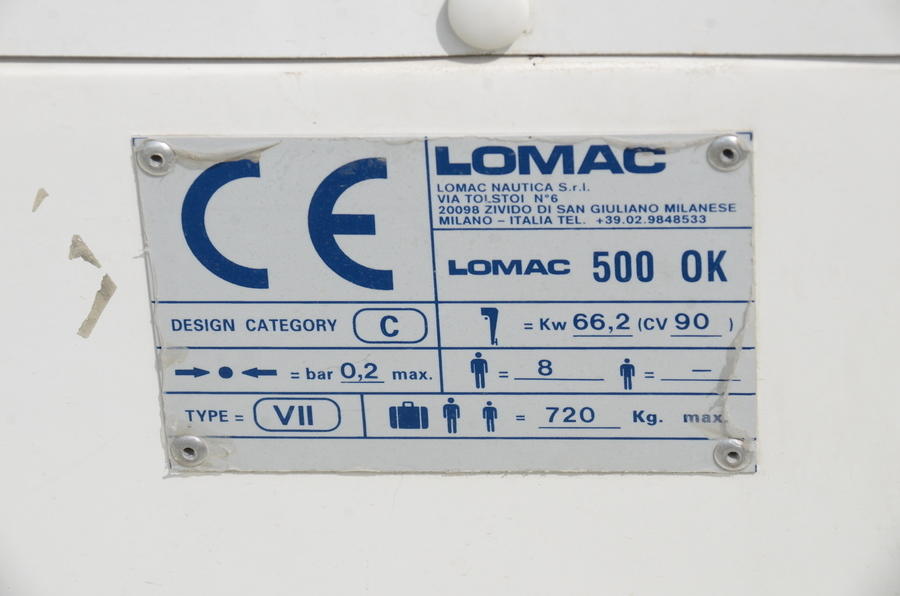 CE
LOMAC
LOMAC NAUTICA S.r.l.
VIA TOLSTOI N°6
20098 ZIVIDO DI SAN GIULIANO MILANESE
MILANO - ITALIA TEL. +39.02.9848533
LOMAC 500 OK
DESIGN CATEGORY C
= Kw 66,2 (CV 90 )
= bar 0,2 max.
= 8 = —
TYPE = VII
= 720 Kg. max.